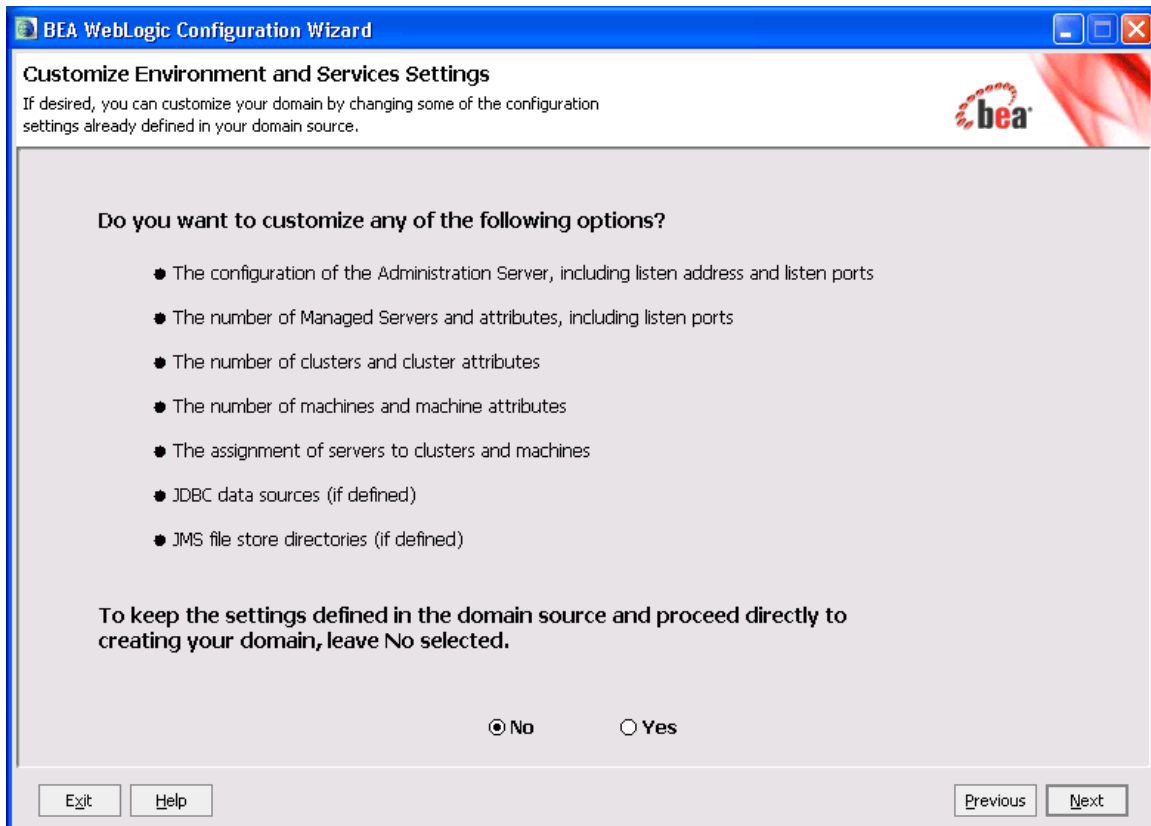 BEA WebLogic Configuration Wizard
Customize Environment and Services Settings
If desired, you can customize your domain by changing some of the configuration
settings already defined in your domain source.
bea
Do you want to customize any of the following options?
The configuration of the Administration Server, including listen address and listen ports
The number of Managed Servers and attributes, including listen ports
The number of clusters and cluster attributes
The number of machines and machine attributes
The assignment of servers to clusters and machines
JDBC data sources (if defined)
JMS file store directories (if defined)
To keep the settings defined in the domain source and proceed directly to
creating your domain, leave No selected.
No Yes
Exit Help Previous Next